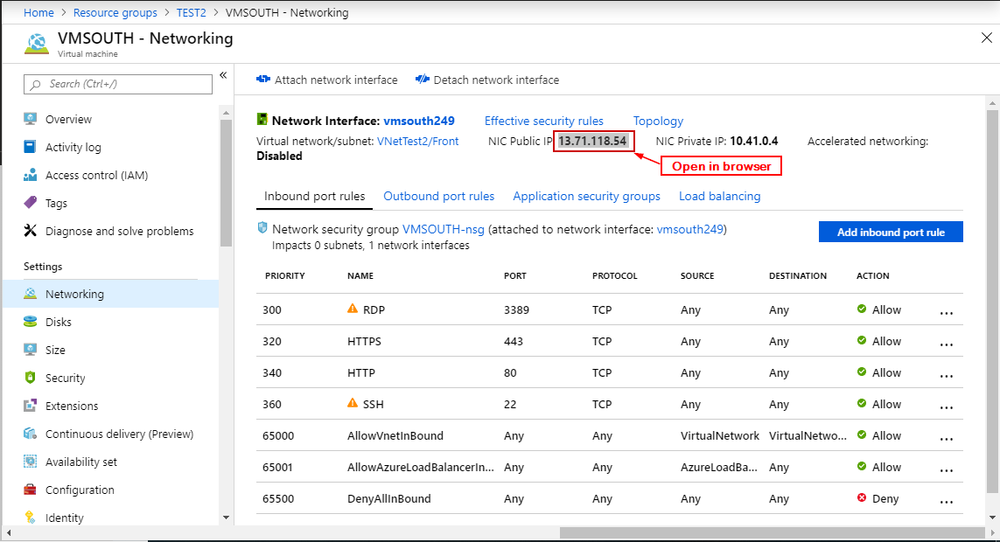 Home > Resource groups > TEST2 > VMSOUTH - Networking
VMSOUTH - Networking
Virtual machine
Search (Ctrl+/)
Overview
Activity log
Access control (IAM)
Tags
Diagnose and solve problems
Settings
Networking
Disks
Size
Security
Extensions
Continuous delivery (Preview)
Availability set
Configuration
Identity
Attach network interface Detach network interface
Network Interface: vmsouth249 Effective security rules Topology
Virtual network/subnet: VNetTest2/Front NIC Public IP 13.71.118.54 NIC Private IP: 10.41.0.4 Accelerated networking:
Disabled
Open in browser
Inbound port rules Outbound port rules Application security groups Load balancing
Network security group VMSOUTH-nsg (attached to network interface: vmsouth249)
Impacts 0 subnets, 1 network interfaces
Add inbound port rule
PRIORITY NAME PORT PROTOCOL SOURCE DESTINATION ACTION
300 RDP 3389 TCP Any Any Allow ...
320 HTTPS 443 TCP Any Any Allow ...
340 HTTP 80 TCP Any Any Allow ...
360 SSH 22 TCP Any Any Allow ...
65000 AllowVnetInBound Any Any VirtualNetwork VirtualNetwo... Allow ...
65001 AllowAzureLoadBalancerIn... Any Any AzureLoadBa... Any Allow ...
65500 DenyAllInBound Any Any Any Any Deny ...